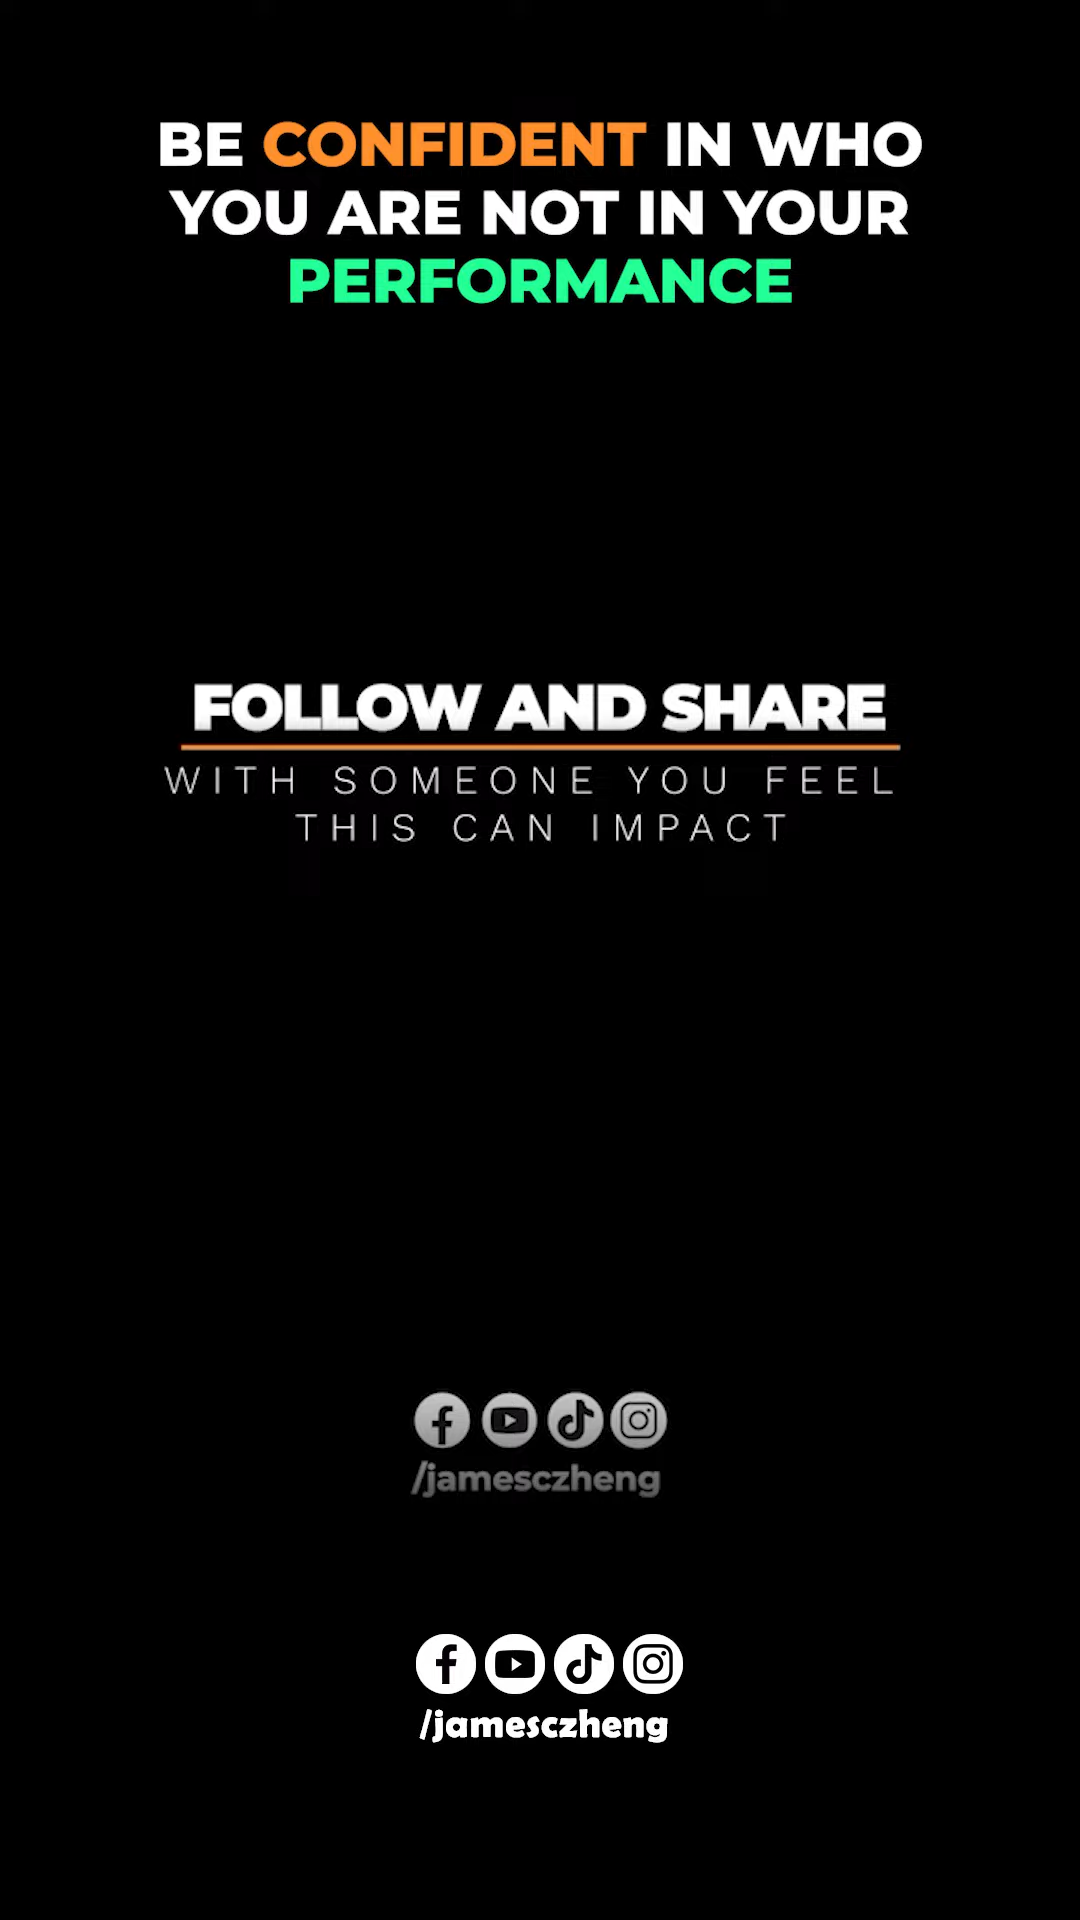 BE CONFIDENT IN WHO
YOU ARE NOT IN YOUR
PERFORMANCE
FOLLOW AND SHARE
WITH SOMEONE YOU FEEL
THIS CAN IMPACT
/jamesczheng
/jamesczheng